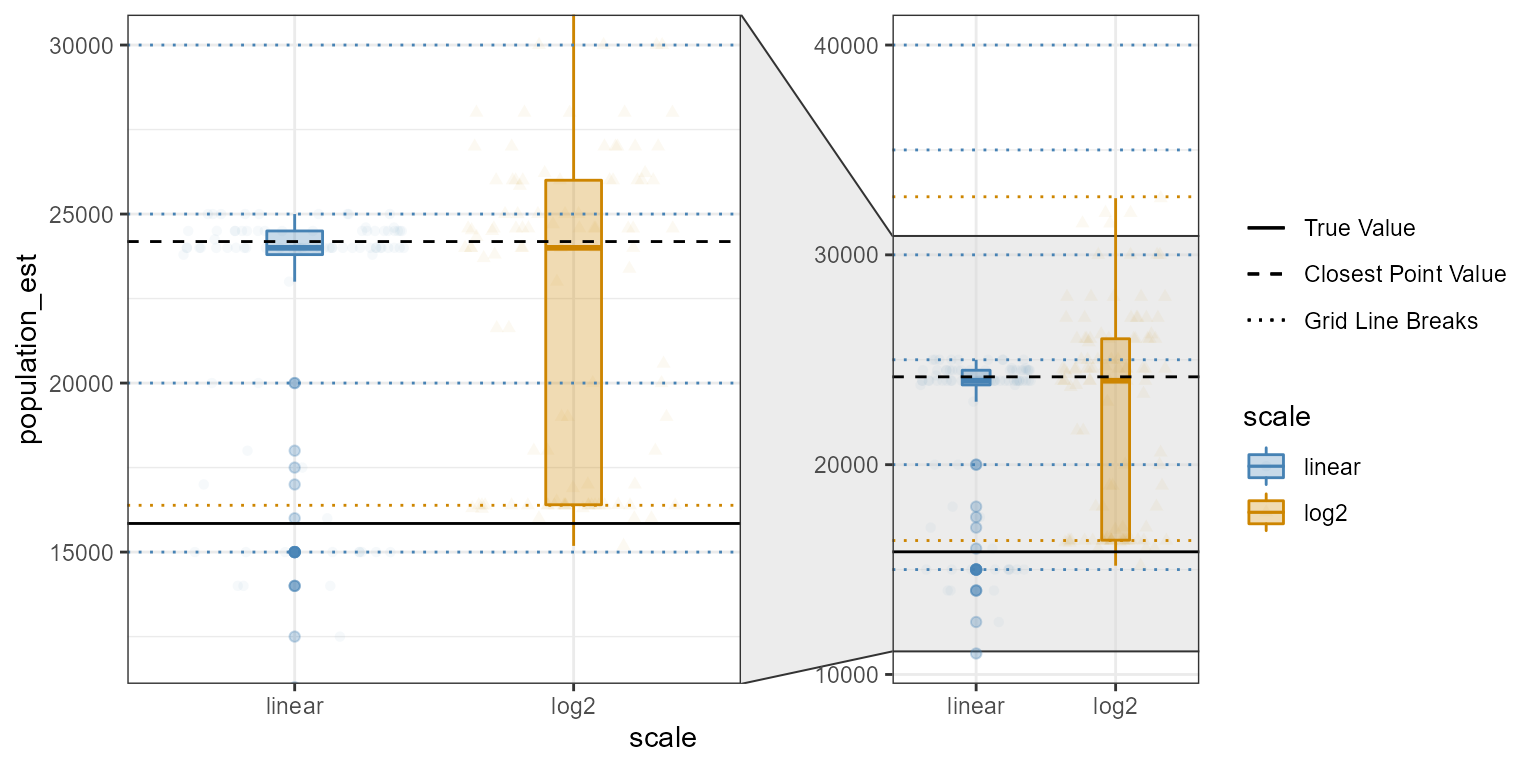 population_est
30000
25000
20000
15000
linear
log2
scale
40000
30000
20000
10000
linear
log2
True Value
Closest Point Value
Grid Line Breaks
scale
linear
log2